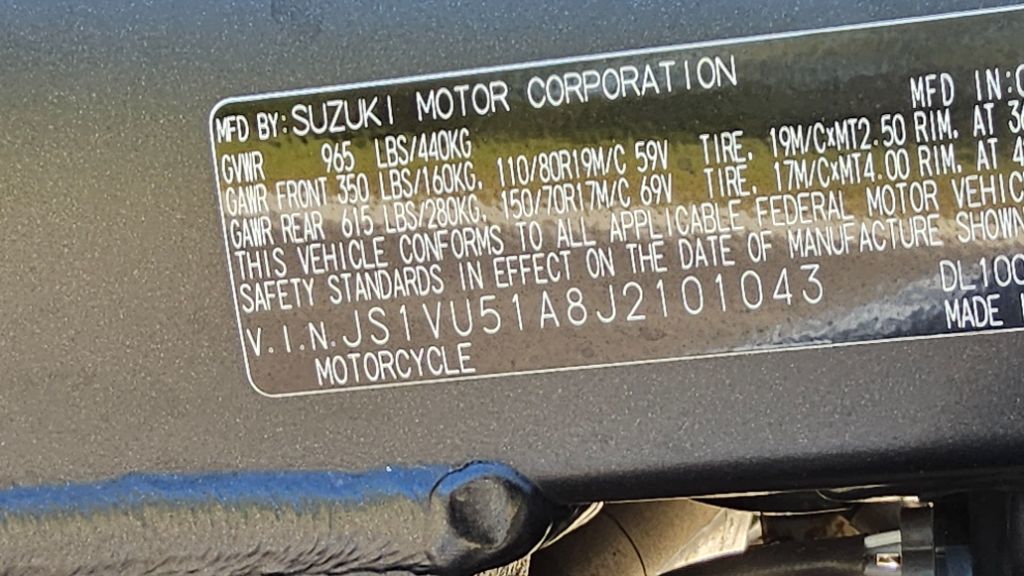 MFD BY: SUZUKI MOTOR CORPORATION MFD IN:
GVWR 965 LBS/440KG
GAWR FRONT 350 LBS/160KG. 110/80R19M/C 59V TIRE. 19M/CxMT2.50 RIM. AT
GAWR REAR 615 LBS/280KG. 150/70R17M/C 69V TIRE. 17M/CxMT4.00 RIM. AT
THIS VEHICLE CONFORMS TO ALL APPLICABLE FEDERAL MOTOR VEHIC
SAFETY STANDARDS IN EFFECT ON THE DATE OF MANUFACTURE SHOWN
V.I.N. JS1VU51A8J2101043 DL100
MOTORCYCLE MADE